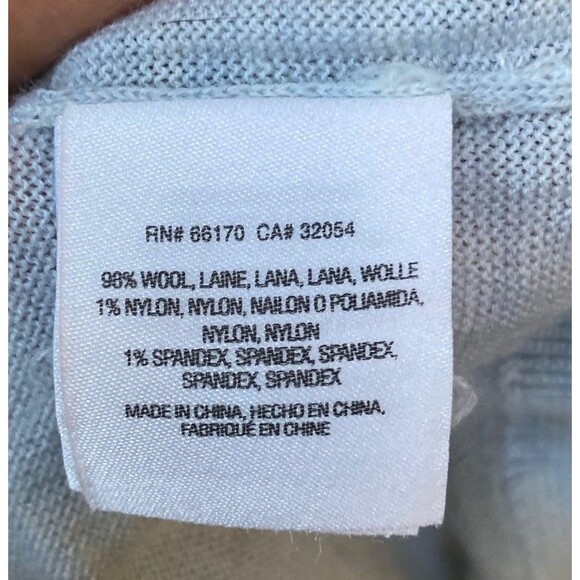 RN# 66170 CA# 32054
98% WOOL, LAINE, LANA, LANA, WOLLE
1% NYLON, NYLON, NAILON O POLIAMIDA,
NYLON, NYLON
1% SPANDEX, SPANDEX, SPANDEX,
SPANDEX, SPANDEX
MADE IN CHINA, HECHO EN CHINA,
FABRIQUÉ EN CHINE